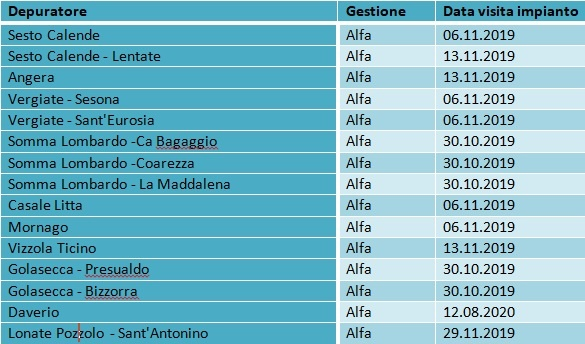 Depuratore Gestione Data visita impianto
Sesto Calende Alfa 06.11.2019
Sesto Calende - Lentate Alfa 13.11.2019
Angera Alfa 13.11.2019
Vergiate - Sesona Alfa 06.11.2019
Vergiate - Sant'Eurosia Alfa 06.11.2019
Somma Lombardo -Ca Bagaggio Alfa 30.10.2019
Somma Lombardo -Coarezza Alfa 30.10.2019
Somma Lombardo - La Maddalena Alfa 30.10.2019
Casale Litta Alfa 06.11.2019
Mornago Alfa 06.11.2019
Vizzola Ticino Alfa 13.11.2019
Golasecca - Presualdo Alfa 30.10.2019
Golasecca - Bizzorra Alfa 30.10.2019
Daverio Alfa 12.08.2020
Lonate Pozzolo - Sant'Antonino Alfa 29.11.2019